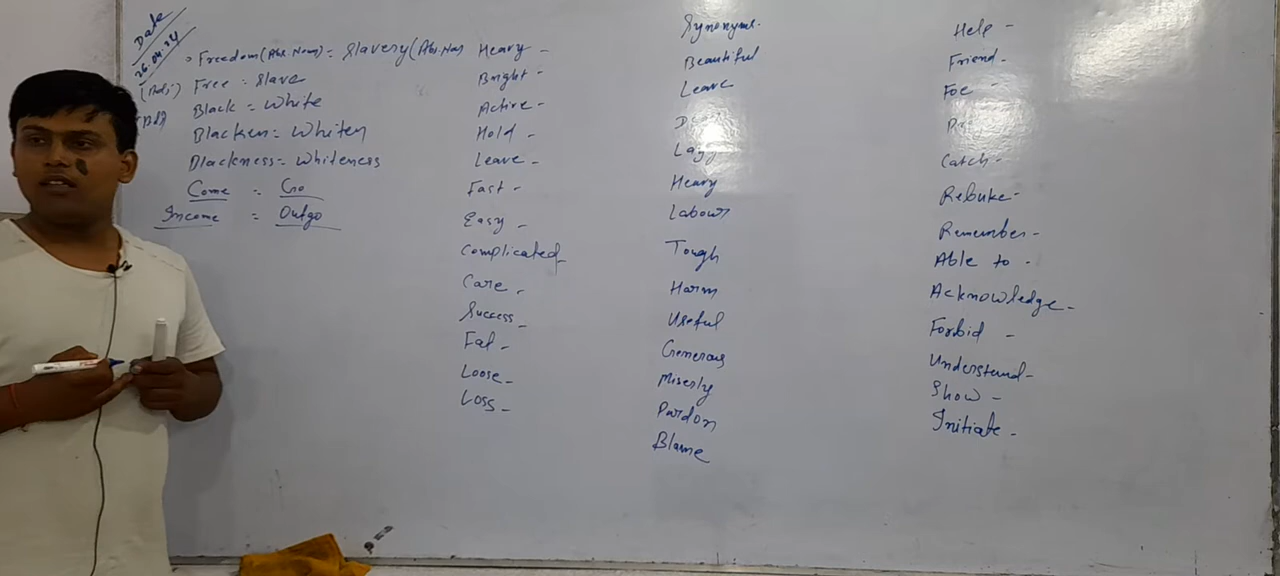 Date
26.04.24
Freedom (Abs. Noun) = Slavery (Abs. Noun)
(Adj) Free = Slave
Black = White
Blacken = Whiten
Blackness = Whiteness
Come = Go
Income = Outgo
Heavy -
Bright -
Active -
Hold -
Leave -
Fast -
Easy -
Complicated -
Care -
Success -
Fat -
Loose -
Loss -
Synonyms.
Beautiful
Leave
Lazy
Heavy
Labour
Tough
Harm
Useful
Generous
Miserly
Pardon
Blame
Help -
Friend -
Foe -
Catch -
Rebuke -
Remember -
Able to -
Acknowledge -
Forbid -
Understand -
Show -
Initiate -